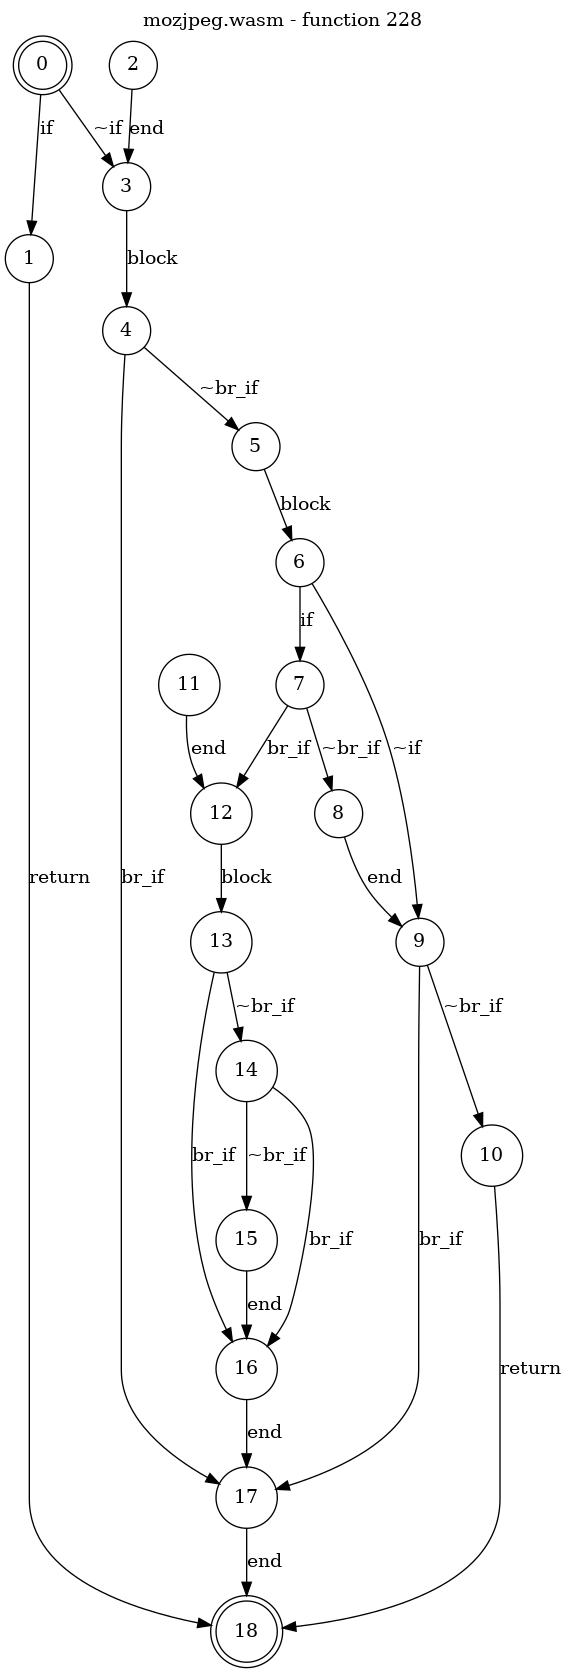 mozjpeg.wasm - function 228
0 2
if ~if end
3
1 block
4
~br_if
5
block
6
if
11 7
end br_if ~br_if ~if
12 8
return br_if block end
13 9
~br_if ~br_if
14
br_if ~br_if 10
15 br_if br_if
end
16 return
end
17
end
18